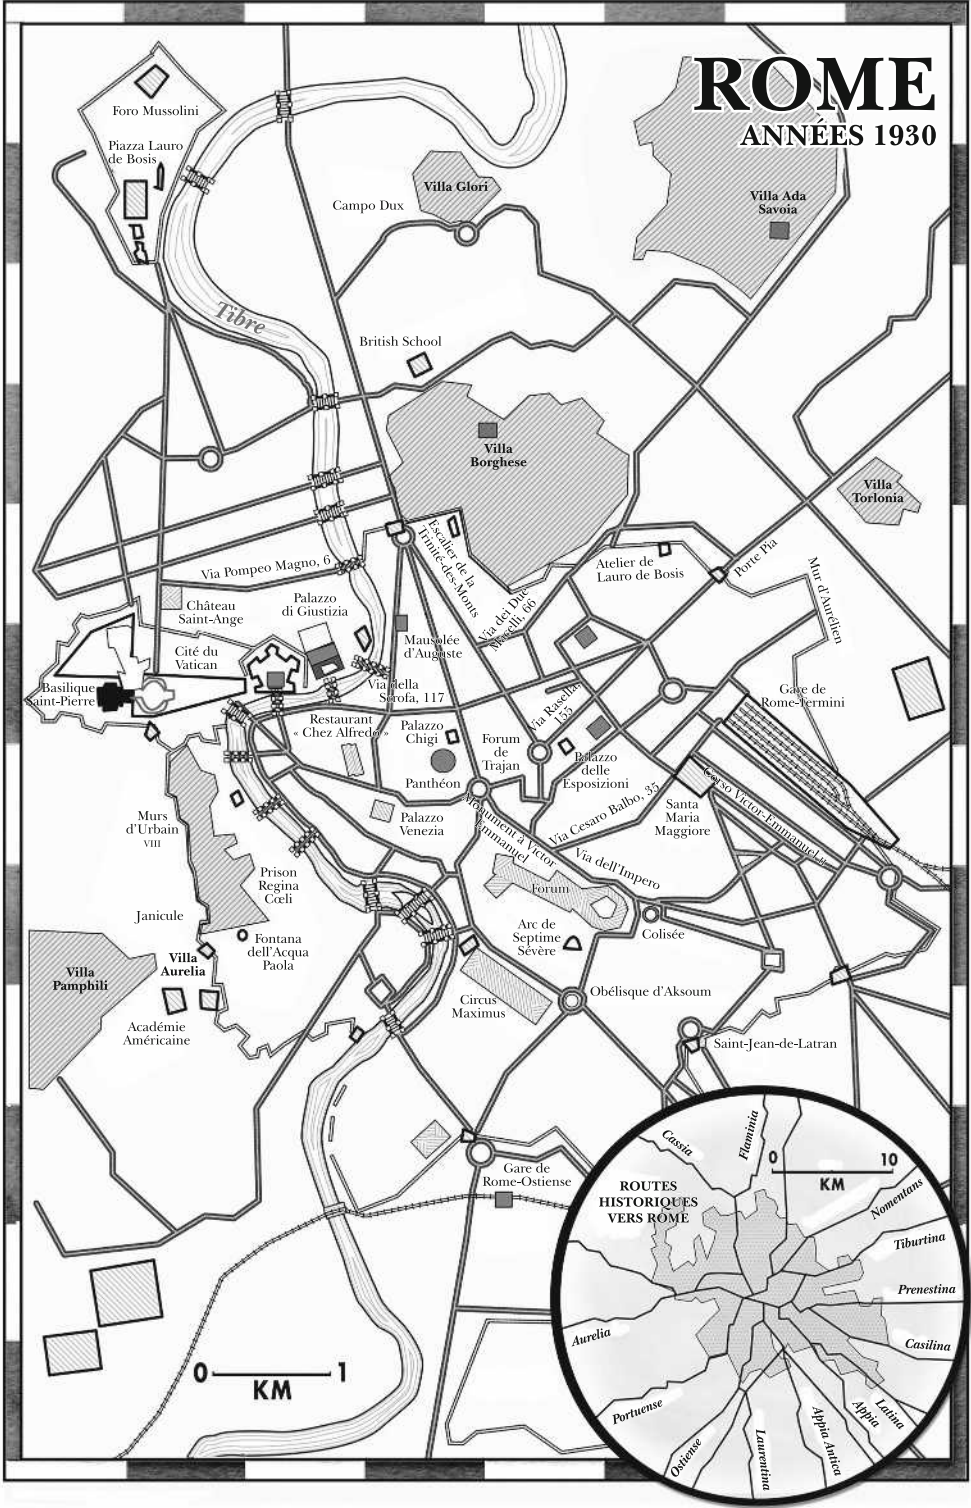 ROME
ANNÉES 1930
Foro Mussolini
Piazza Lauro
de Bosis
Campo Dux
Villa Glori
Villa Ada
Savoia
Tibre
British School
Villa
Borghese
Villa
Torlonia
Escalier de la
Trinité-des-Monts
Via Pompeo Magno, 6
Atelier de
Lauro de Bosis
Porte Pia
Mur d'Aurélien
Château
Saint-Ange
Palazzo
di Giustizia
Via dei Due
Macelli, 66
Mausolée
d'Auguste
Cité du
Vatican
Basilique
Saint-Pierre
Via della
Scrofa, 117
Via Rasella,
155
Gare de
Rome-Termini
Restaurant
« Chez Alfredo »
Palazzo
Chigi
Forum
de
Trajan
Palazzo
delle
Esposizioni
Panthéon
Corso Victor-Emmanuel II
Via Cesaro Balbo, 35
Santa
Maria
Maggiore
Palazzo
Venezia
Monument à Victor
Emmanuel
Via dell'Impero
Murs
d'Urbain
VIII
Prison
Regina
Cœli
Forum
Janicule
Arc de
Septime
Sévère
Colisée
Fontana
dell'Acqua
Paola
Villa
Aurelia
Villa
Pamphili
Circus
Maximus
Obélisque d'Aksoum
Académie
Américaine
Saint-Jean-de-Latran
Gare de
Rome-Ostiense
0 1
KM
ROUTES
HISTORIQUES
VERS ROME
0 10
KM
Cassia
Flaminia
Nomentans
Tiburtina
Prenestina
Casilina
Latina
Appia
Appia Antica
Laurentina
Ostiense
Portuense
Aurelia